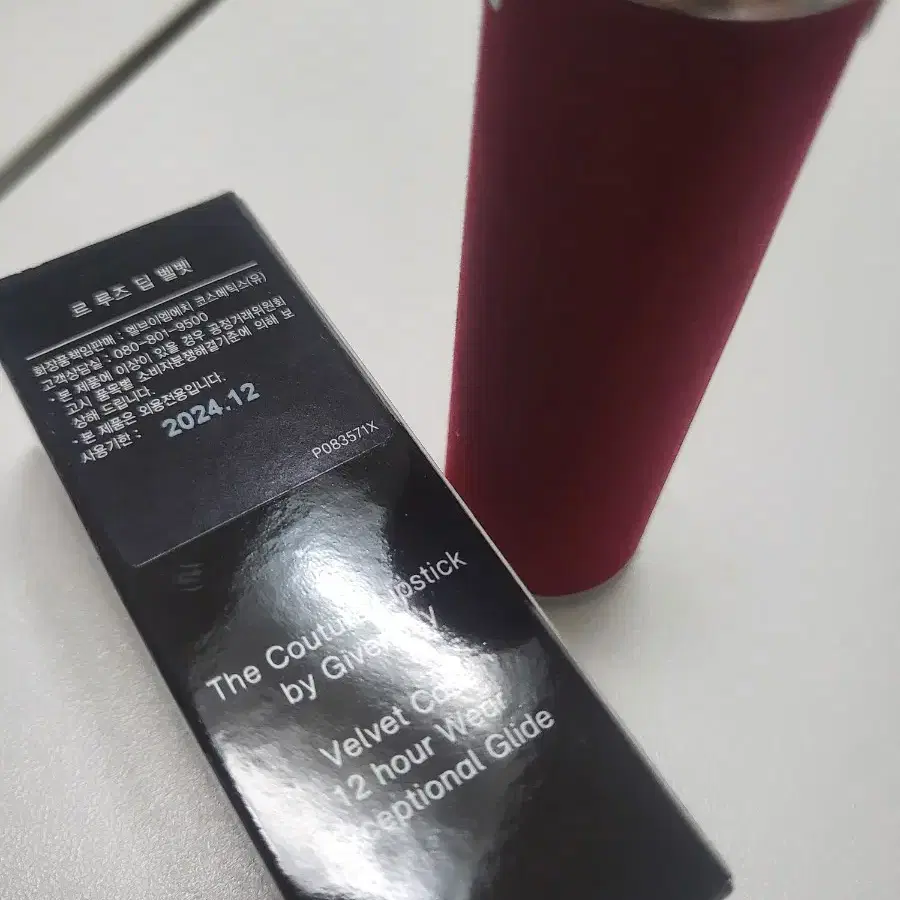 르 루즈 딥 벨벳
화장품책임판매 : 엘브이엠에치 코스메틱스(유)
고객상담실 : 080-801-9500
· 본 제품에 이상이 있을 경우 공정거래위원회
고시 품목별 소비자분쟁해결기준에 의해 보
상해 드립니다.
· 본 제품은 외용전용입니다.
사용기한 : 2024.12
P083571X
The Couture Lipstick
by Givenchy
Velvet
12 hour Wear
Exceptional Glide